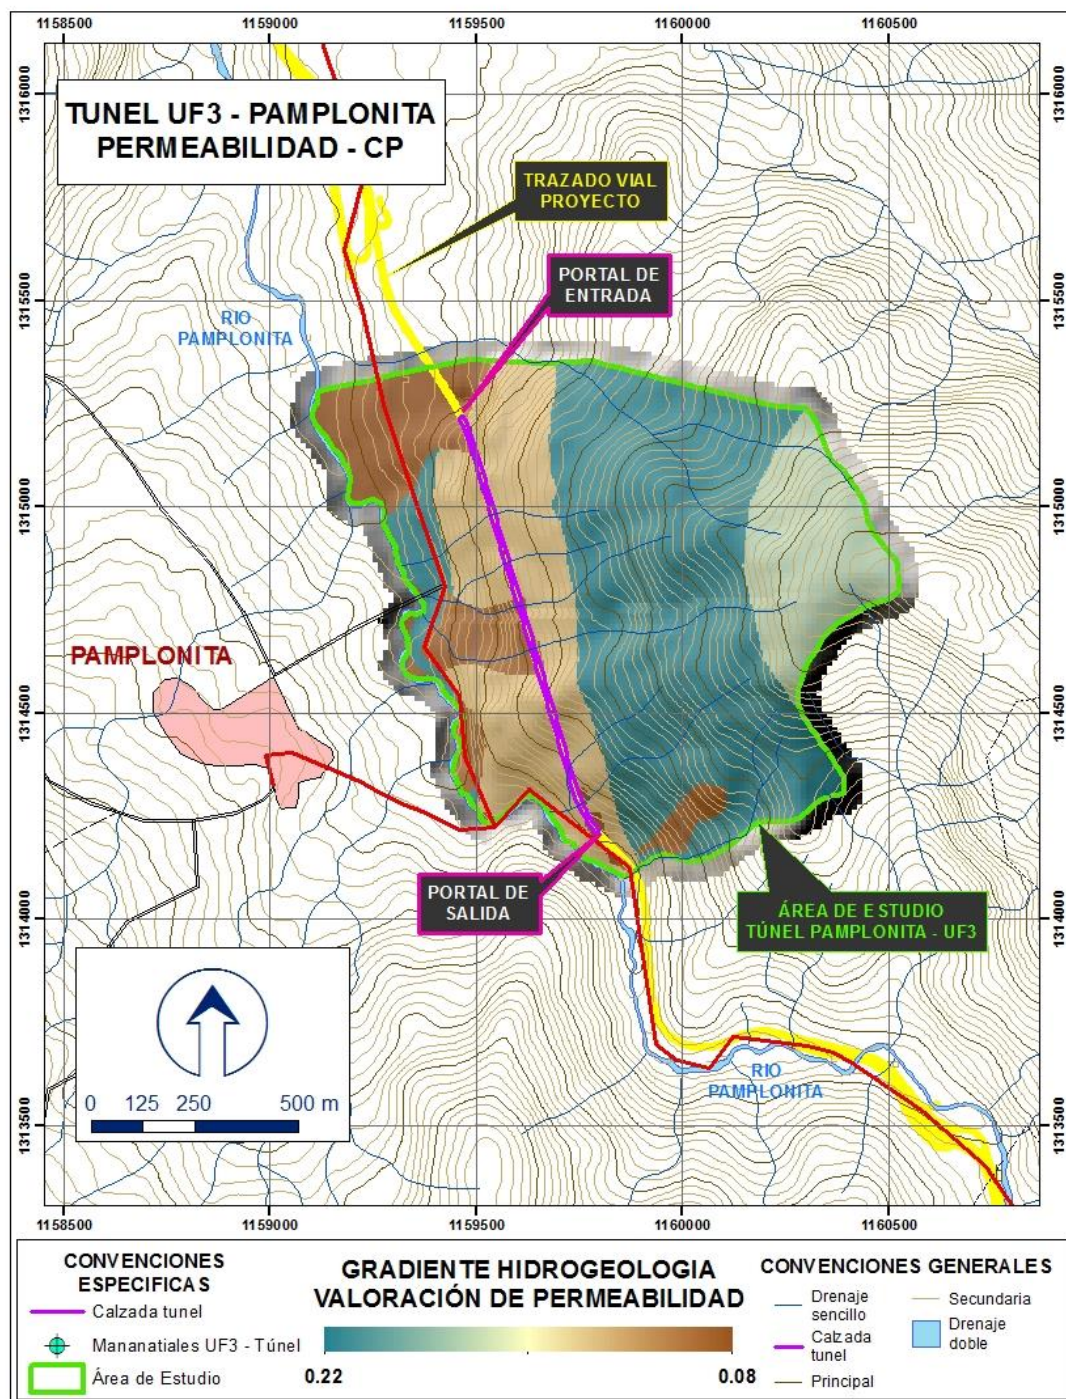 1158500
1159000
1159500
1160000
1160500
1316000
1316000
TUNEL UF3 - PAMPLONITA
PERMEABILIDAD - CP
TRAZADO VIAL
PROYECTO
PORTAL DE
ENTRADA
1315500
1315500
RIO
PAMPLONITA
1315000
1315000
PAMPLONITA
1314500
1314500
PORTAL DE
SALIDA
ÁREA DE ESTUDIO
TÚNEL PAMPLONITA - UF3
1314000
1314000
RIO
PAMPLONITA
0 125 250 500 m
1313500
1313500
1158500
1159000
1159500
1160000
1160500
CONVENCIONES
ESPECIFICAS
Calzada tunel
Mananatiales UF3 - Túnel
Área de Estudio
GRADIENTE HIDROGEOLOGIA
VALORACIÓN DE PERMEABILIDAD
0.22
0.08
CONVENCIONES GENERALES
Drenaje
sencillo
Calzada
tunel
Principal
Secundaria
Drenaje
doble